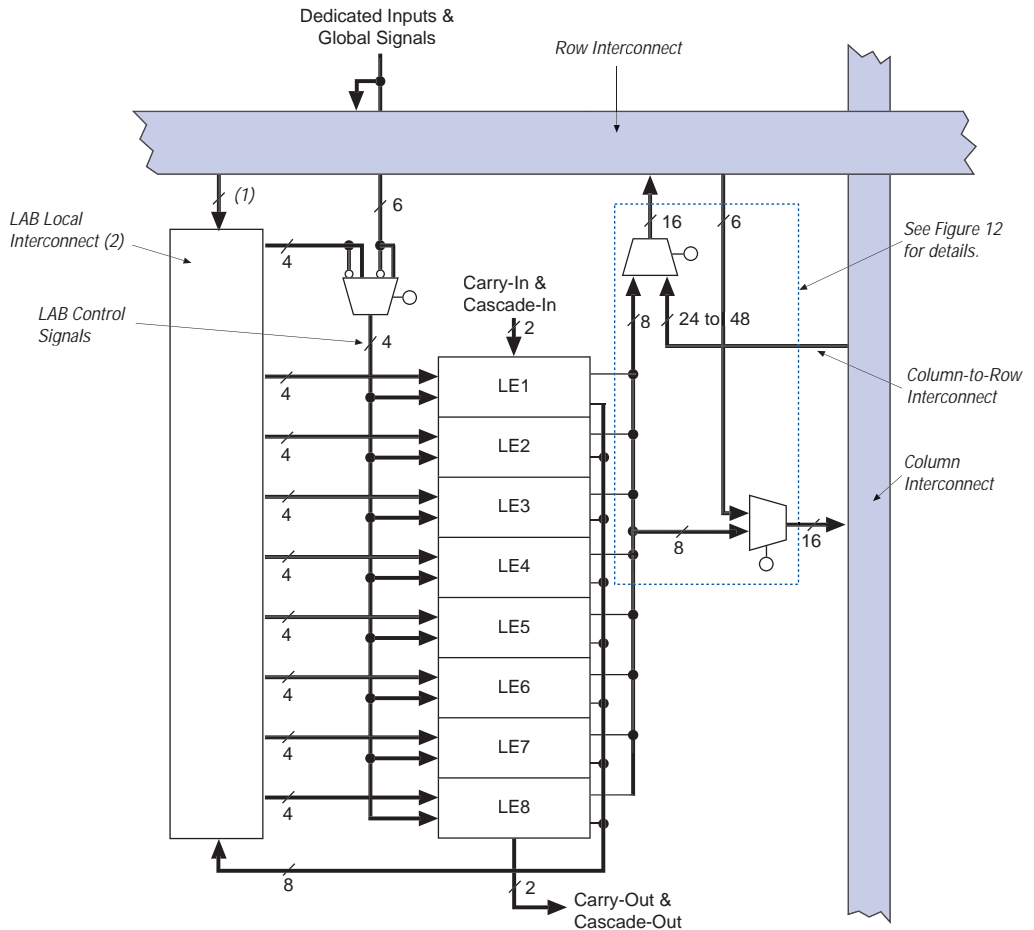 Dedicated Inputs &
Global Signals
Row Interconnect
(1)
6
16
6
LAB Local
Interconnect (2)
See Figure 12
for details.
4
Carry-In &
Cascade-In
LAB Control
Signals
2
8
24 to 48
4
Column-to-Row
Interconnect
4
LE1
4
LE2
Column
Interconnect
4
LE3
8
16
4
LE4
4
LE5
4
LE6
4
LE7
4
LE8
8
2
Carry-Out &
Cascade-Out